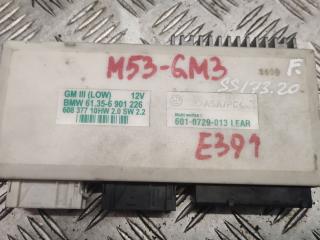 M53-GM3
F.
SS173.20
GM III (LOW) 12V
BMW 61.35-6 901 226
608 377 10HW 2.0 SW 2.2
601-0729-013 LEAR
E391